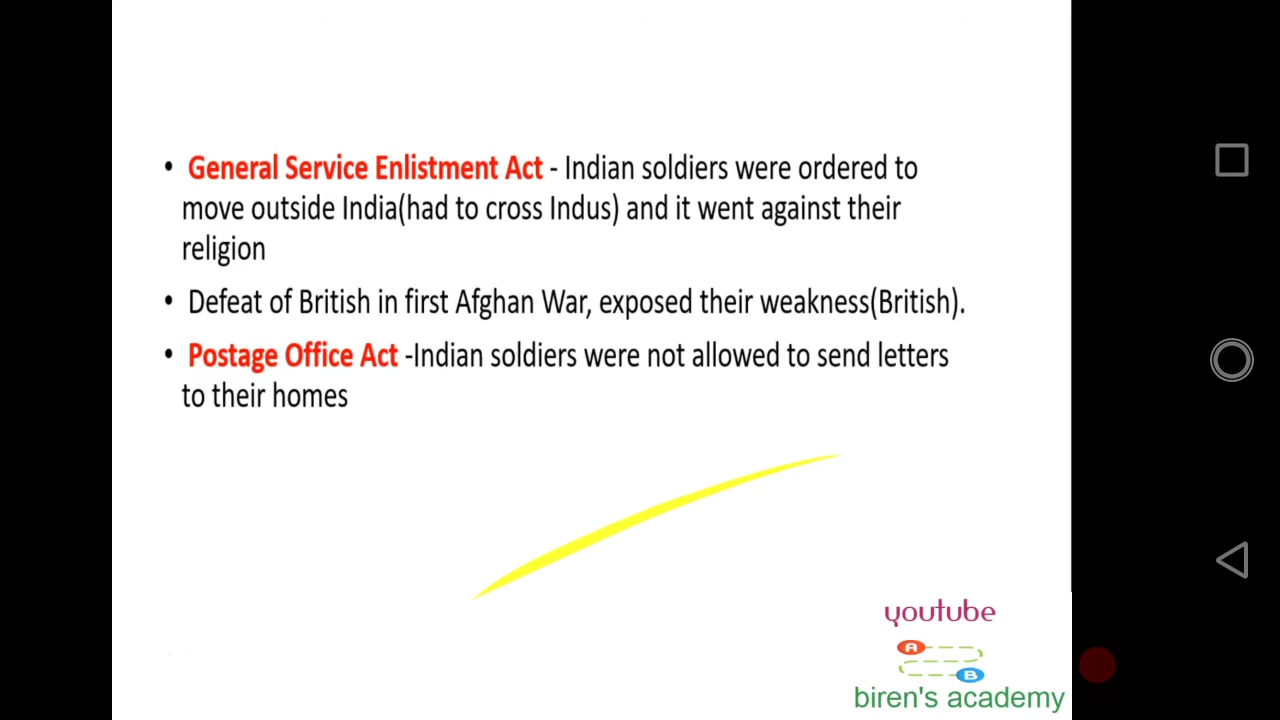 • General Service Enlistment Act - Indian soldiers were ordered to
move outside India(had to cross Indus) and it went against their
religion
• Defeat of British in first Afghan War, exposed their weakness(British).
• Postage Office Act -Indian soldiers were not allowed to send letters
to their homes
youtube
A
B
biren's academy